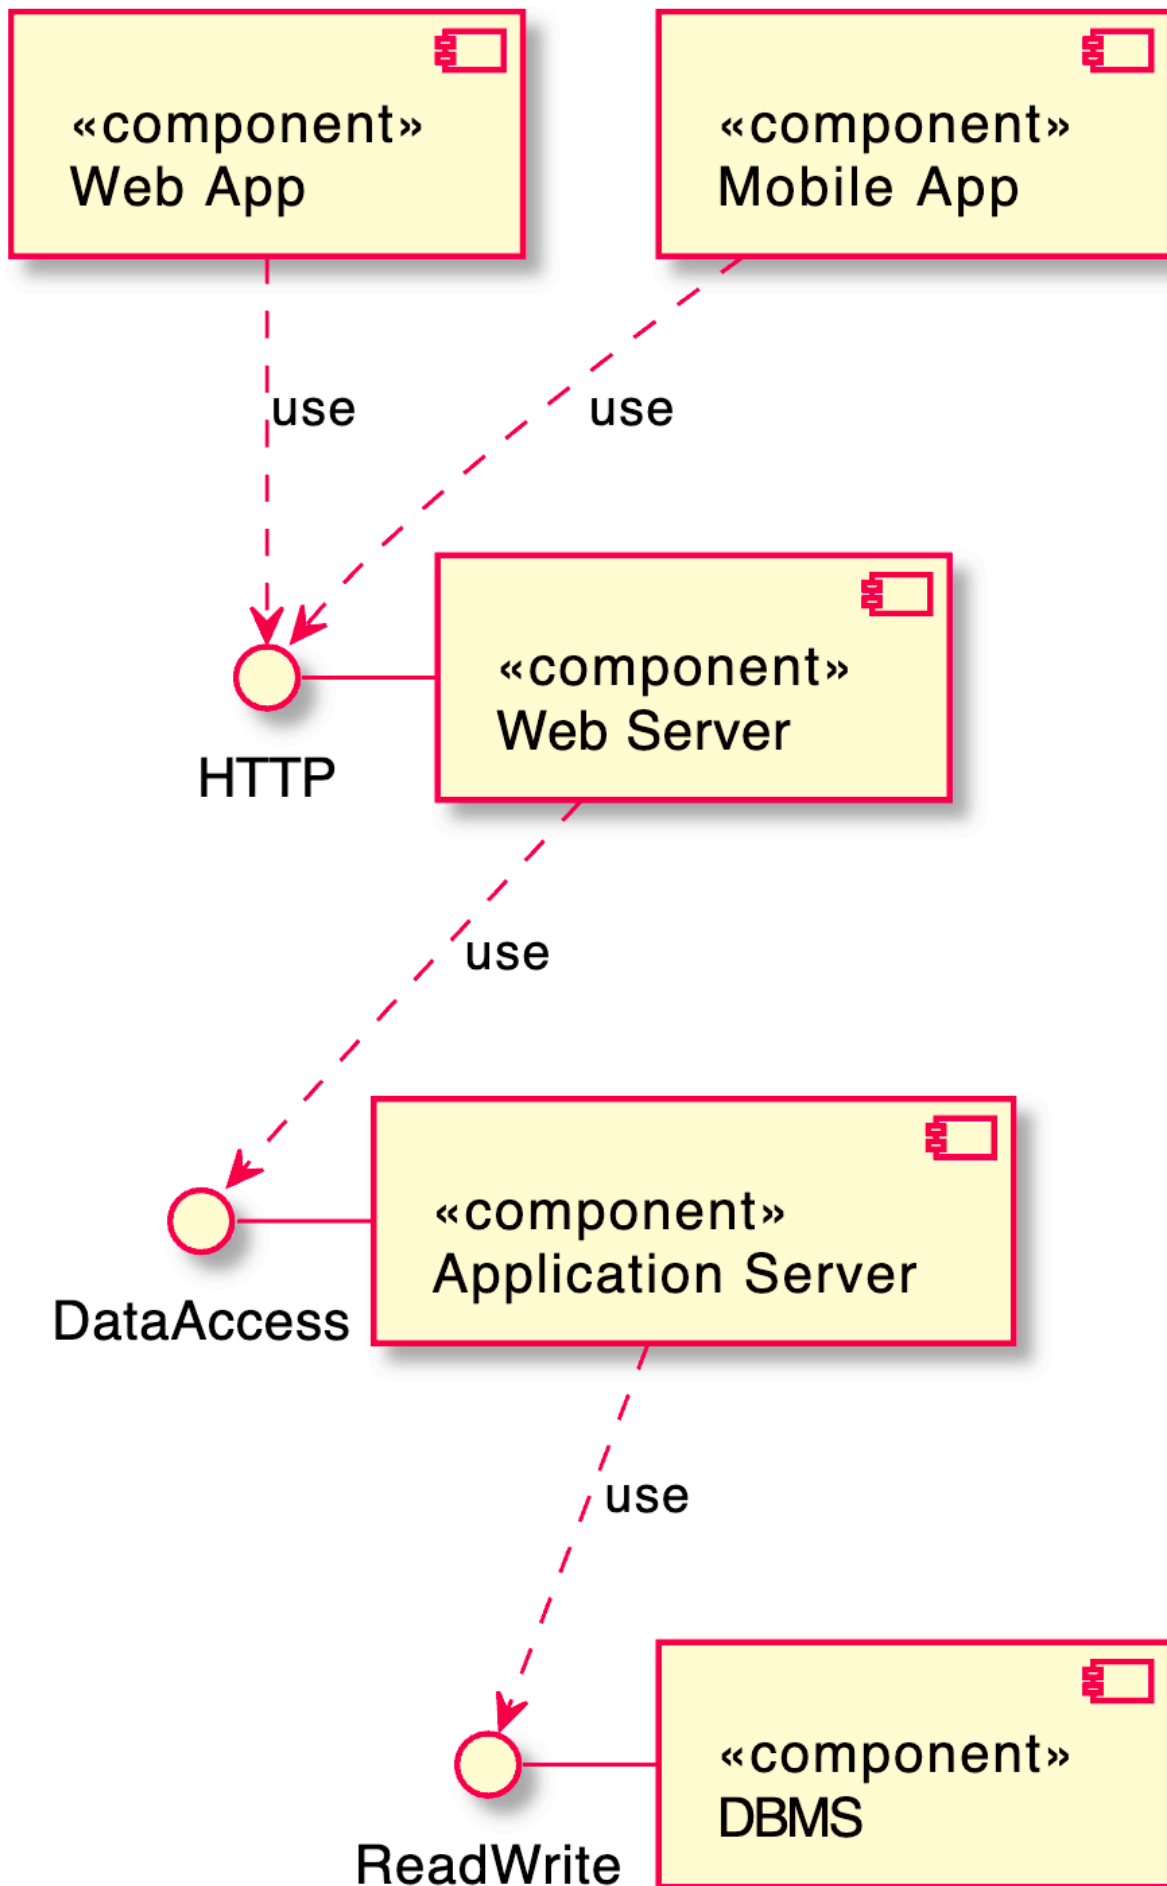 «component»
Web App
«component»
Mobile App
use
use
«component»
Web Server
HTTP
use
«component»
Application Server
DataAccess
use
«component»
DBMS
ReadWrite